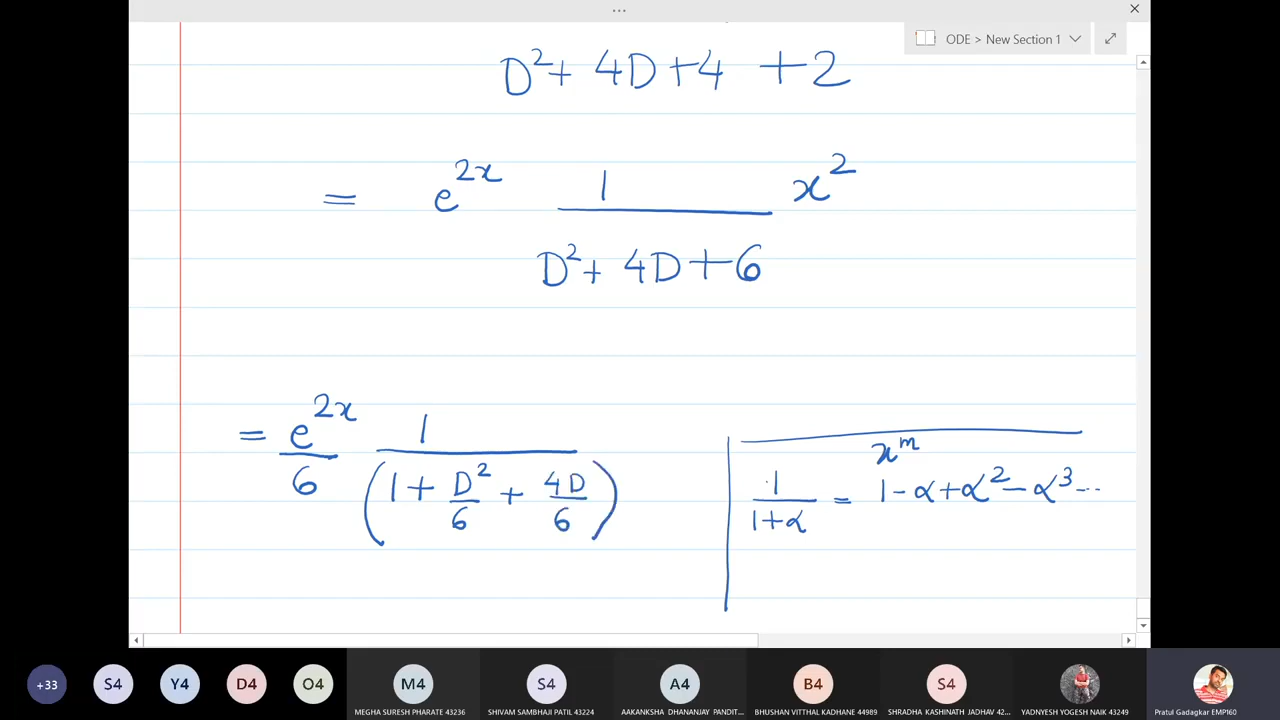 ODE > New Section 1
D² + 4D + 4 + 2
= e^{2x} 1/(D² + 4D + 6) x²
= e^{2x}/6 1/(1 + D²/6 + 4D/6)
x^m
1/(1+α) = 1 - α + α² - α³ ...
+33 S4 Y4 D4 O4 M4 S4 A4 B4 S4
MEGHA SURESH PHARATE 43236 SHIVAM SAMBHAJI PATIL 43224 AAKANKSHA DHANANJAY PANDIT... BHUSHAN VITTHAL KADHANE 44989 SHRADHA KASHINATH JADHAV 42... YADNYESH YOGESH NAIK 43249 Pratul Gadagkar EMP60